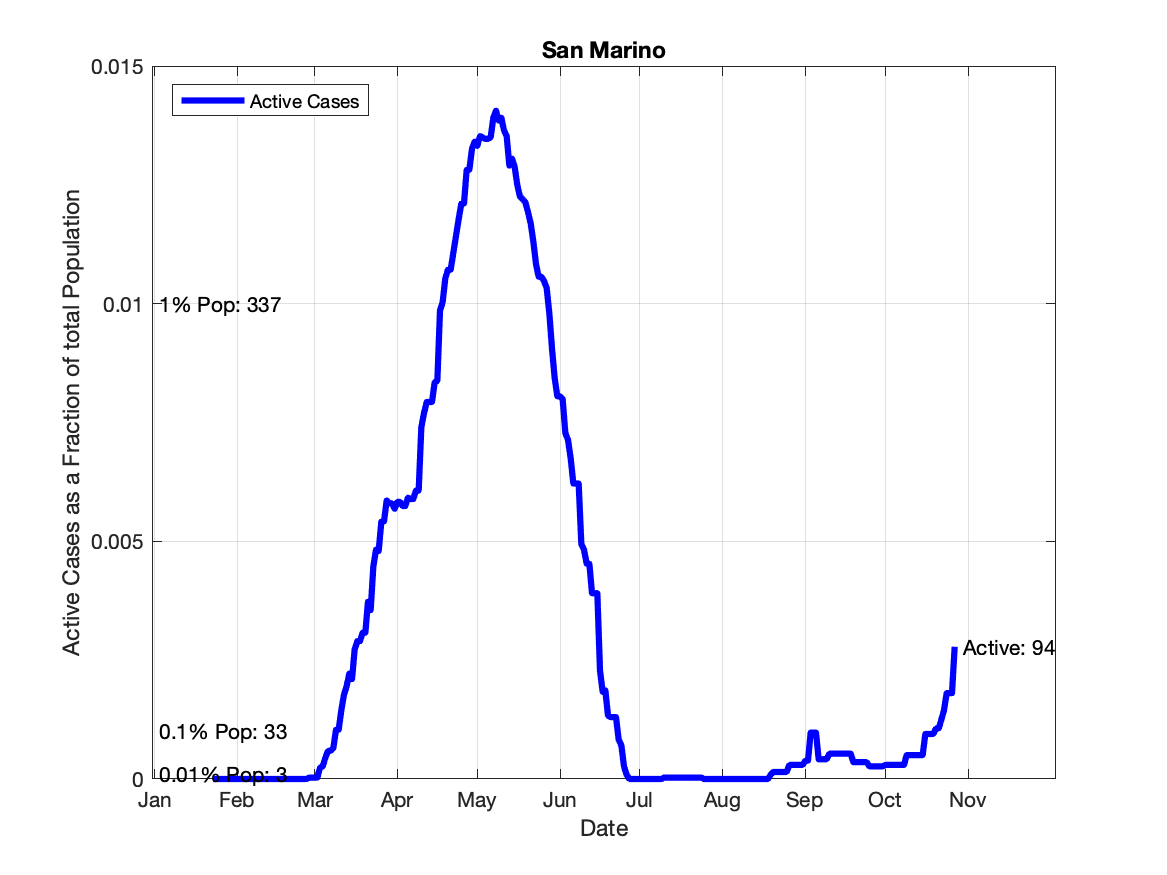 San Marino
0.015
Active Cases
Active Cases as a Fraction of total Population
0.01
1% Pop: 337
0.005
Active: 94
0.1% Pop: 33
0.01% Pop: 3
0
Jan Feb Mar Apr May Jun Jul Aug Sep Oct Nov
Date